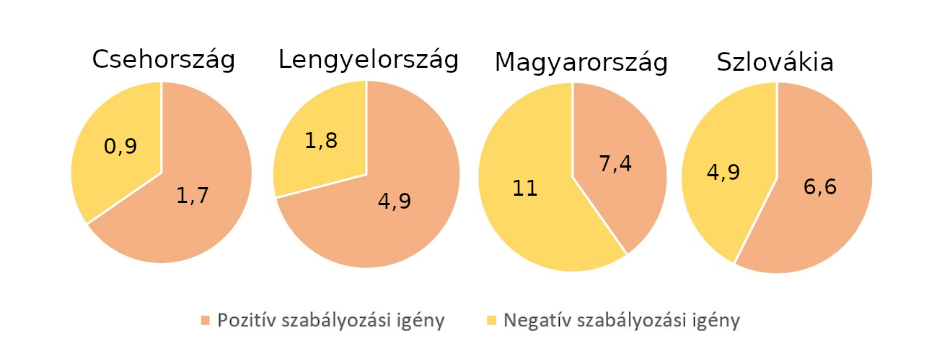 Csehország
Lengyelország
Magyarország
Szlovákia
0,9
1,7
1,8
4,9
11
7,4
4,9
6,6
Pozitív szabályozási igény
Negatív szabályozási igény